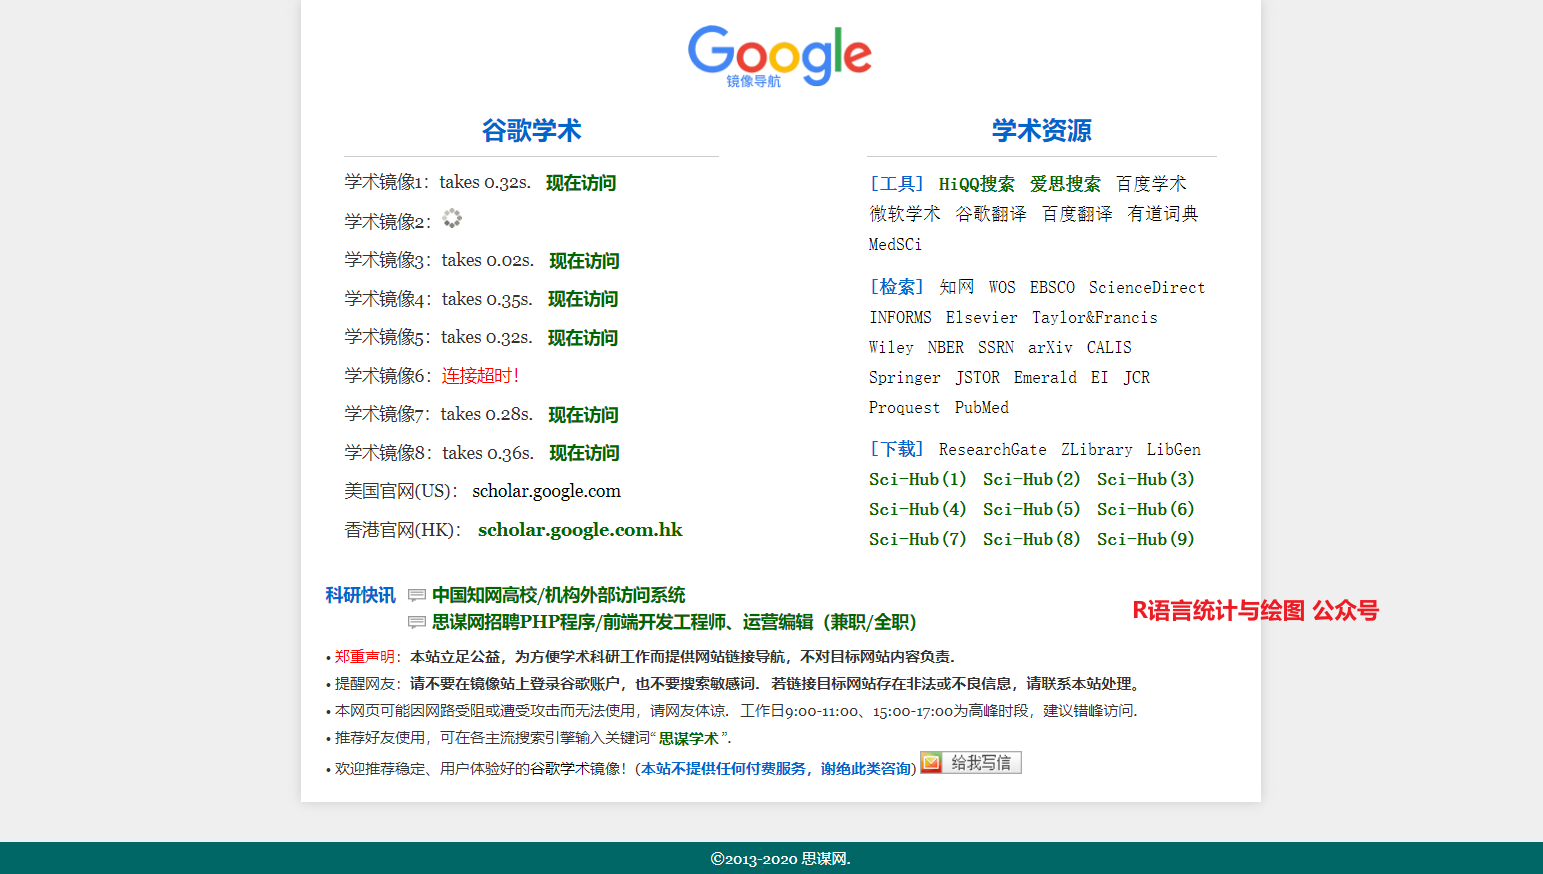 Google
镜像导航
谷歌学术
学术镜像1：takes 0.32s. 现在访问
学术镜像2：
学术镜像3：takes 0.02s. 现在访问
学术镜像4：takes 0.35s. 现在访问
学术镜像5：takes 0.32s. 现在访问
学术镜像6：连接超时！
学术镜像7：takes 0.28s. 现在访问
学术镜像8：takes 0.36s. 现在访问
美国官网(US)： scholar.google.com
香港官网(HK)： scholar.google.com.hk
学术资源
[工具] HiQQ搜索 爱思搜索 百度学术
微软学术 谷歌翻译 百度翻译 有道词典
MedSCi
[检索] 知网 WOS EBSCO ScienceDirect
INFORMS Elsevier Taylor&Francis
Wiley NBER SSRN arXiv CALIS
Springer JSTOR Emerald EI JCR
Proquest PubMed
[下载] ResearchGate ZLibrary LibGen
Sci-Hub(1) Sci-Hub(2) Sci-Hub(3)
Sci-Hub(4) Sci-Hub(5) Sci-Hub(6)
Sci-Hub(7) Sci-Hub(8) Sci-Hub(9)
科研快讯 中国知网高校/机构外部访问系统
思谋网招聘PHP程序/前端开发工程师、运营编辑（兼职/全职）
R语言统计与绘图 公众号
• 郑重声明：本站立足公益，为方便学术科研工作而提供网站链接导航，不对目标网站内容负责.
• 提醒网友：请不要在镜像站上登录谷歌账户，也不要搜索敏感词. 若链接目标网站存在非法或不良信息，请联系本站处理。
• 本网页可能因网路受阻或遭受攻击而无法使用，请网友体谅. 工作日9:00-11:00、15:00-17:00为高峰时段，建议错峰访问.
• 推荐好友使用，可在各主流搜索引擎输入关键词“思谋学术”.
• 欢迎推荐稳定、用户体验好的谷歌学术镜像！(本站不提供任何付费服务，谢绝此类咨询) 给我写信
©2013-2020 思谋网.